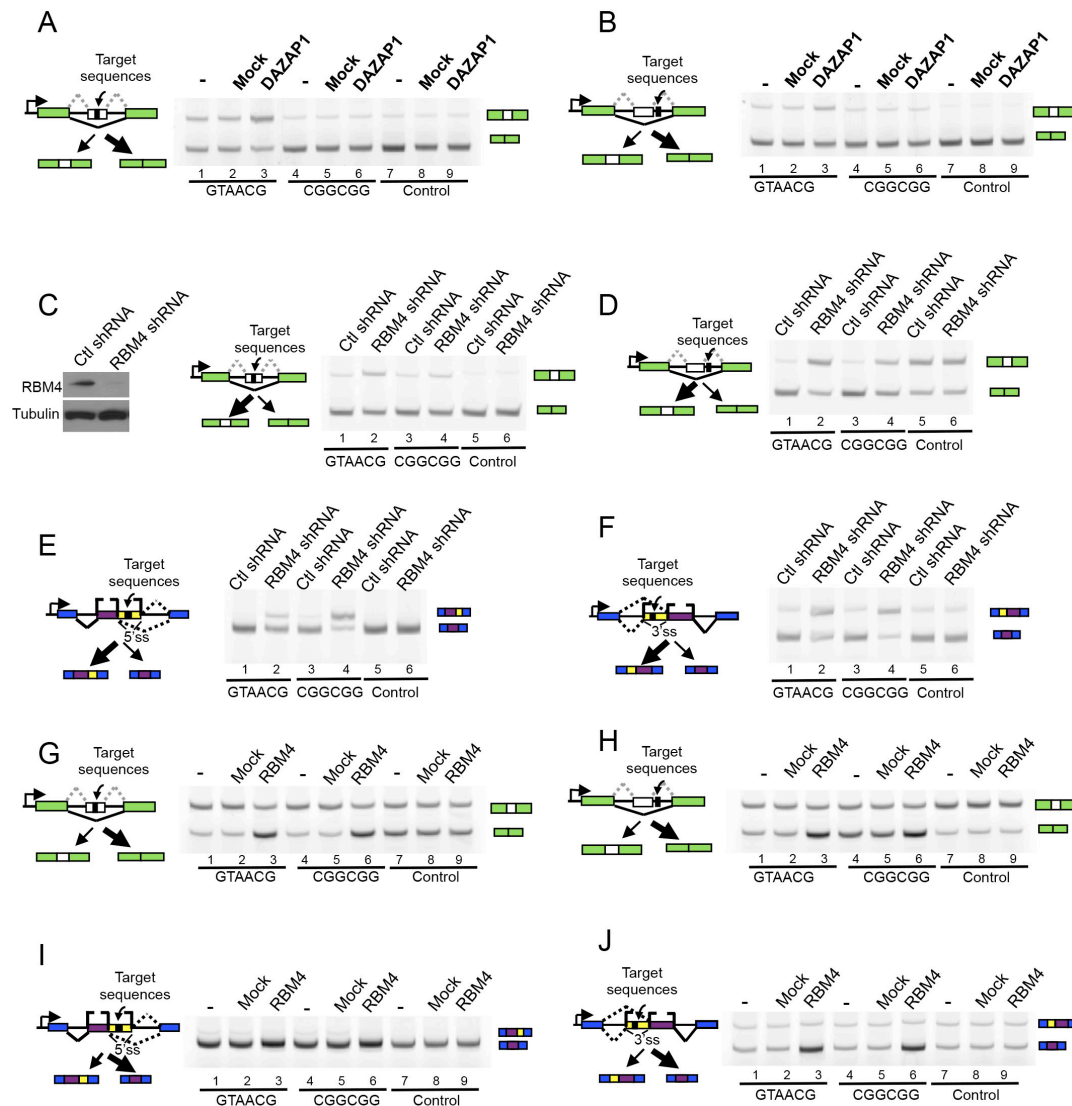 A
Target
sequences
- Mock DAZAP1 - Mock DAZAP1 - Mock DAZAP1
1 2 3 4 5 6 7 8 9
GTAACG CGGCGG Control
B
Target
sequences
- Mock DAZAP1 - Mock DAZAP1 - Mock DAZAP1
1 2 3 4 5 6 7 8 9
GTAACG CGGCGG Control
C
Ctl shRNA RBM4 shRNA
RBM4
Tubulin
Target
sequences
Ctl shRNA RBM4 shRNA Ctl shRNA RBM4 shRNA Ctl shRNA RBM4 shRNA
1 2 3 4 5 6
GTAACG CGGCGG Control
D
Target
sequences
Ctl shRNA RBM4 shRNA Ctl shRNA RBM4 shRNA Ctl shRNA RBM4 shRNA
1 2 3 4 5 6
GTAACG CGGCGG Control
E
Target
sequences
5'ss
Ctl shRNA RBM4 shRNA Ctl shRNA RBM4 shRNA Ctl shRNA RBM4 shRNA
1 2 3 4 5 6
GTAACG CGGCGG Control
F
Target
sequences
3'ss
Ctl shRNA RBM4 shRNA Ctl shRNA RBM4 shRNA Ctl shRNA RBM4 shRNA
1 2 3 4 5 6
GTAACG CGGCGG Control
G
Target
sequences
- Mock RBM4 - Mock RBM4 - Mock RBM4
1 2 3 4 5 6 7 8 9
GTAACG CGGCGG Control
H
Target
sequences
- Mock RBM4 - Mock RBM4 - Mock RBM4
1 2 3 4 5 6 7 8 9
GTAACG CGGCGG Control
I
Target
sequences
5'ss
- Mock RBM4 - Mock RBM4 - Mock RBM4
1 2 3 4 5 6 7 8 9
GTAACG CGGCGG Control
J
Target
sequences
3'ss
- Mock RBM4 - Mock RBM4 - Mock RBM4
1 2 3 4 5 6 7 8 9
GTAACG CGGCGG Control